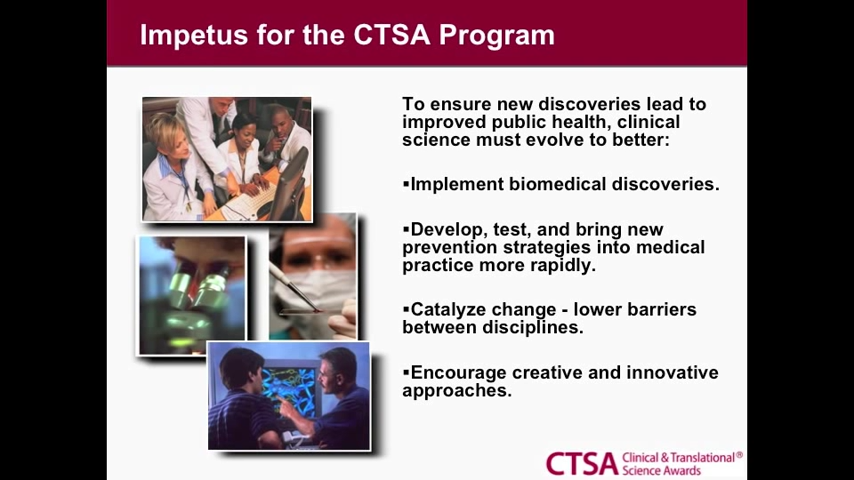 Impetus for the CTSA Program
To ensure new discoveries lead to
improved public health, clinical
science must evolve to better:
▪Implement biomedical discoveries.
▪Develop, test, and bring new
prevention strategies into medical
practice more rapidly.
▪Catalyze change - lower barriers
between disciplines.
▪Encourage creative and innovative
approaches.
CTSA Clinical & Translational®
Science Awards